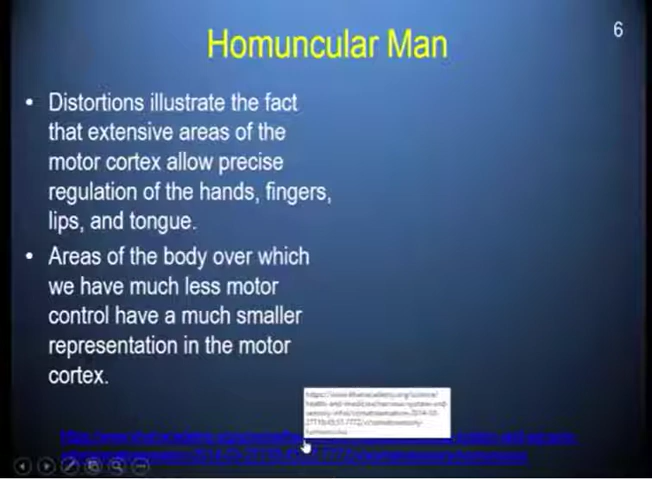 6
Homuncular Man
• Distortions illustrate the fact
that extensive areas of the
motor cortex allow precise
regulation of the hands, fingers,
lips, and tongue.
• Areas of the body over which
we have much less motor
control have a much smaller
representation in the motor
cortex.